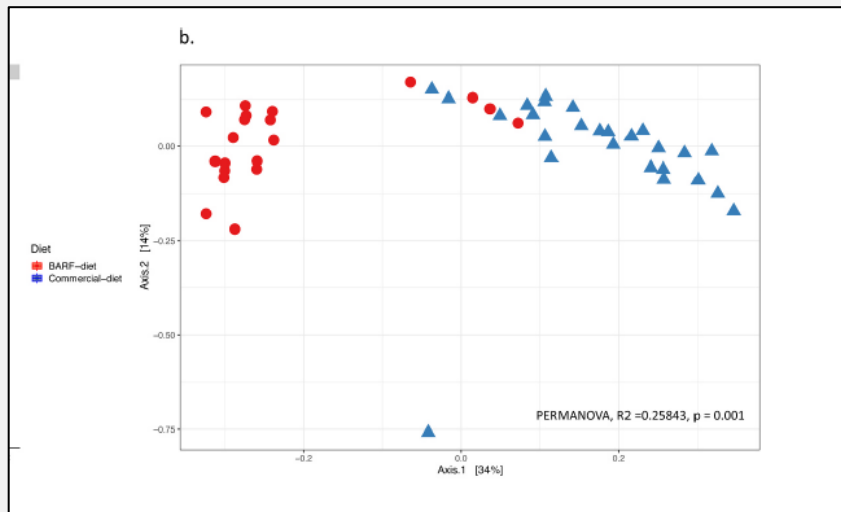 b.
0.00
−0.25
−0.50
−0.75
Axis.2 [14%]
Diet
BARF−diet
Commercial−diet
PERMANOVA, R2 =0.25843, p = 0.001
−0.2
0.0
0.2
Axis.1 [34%]